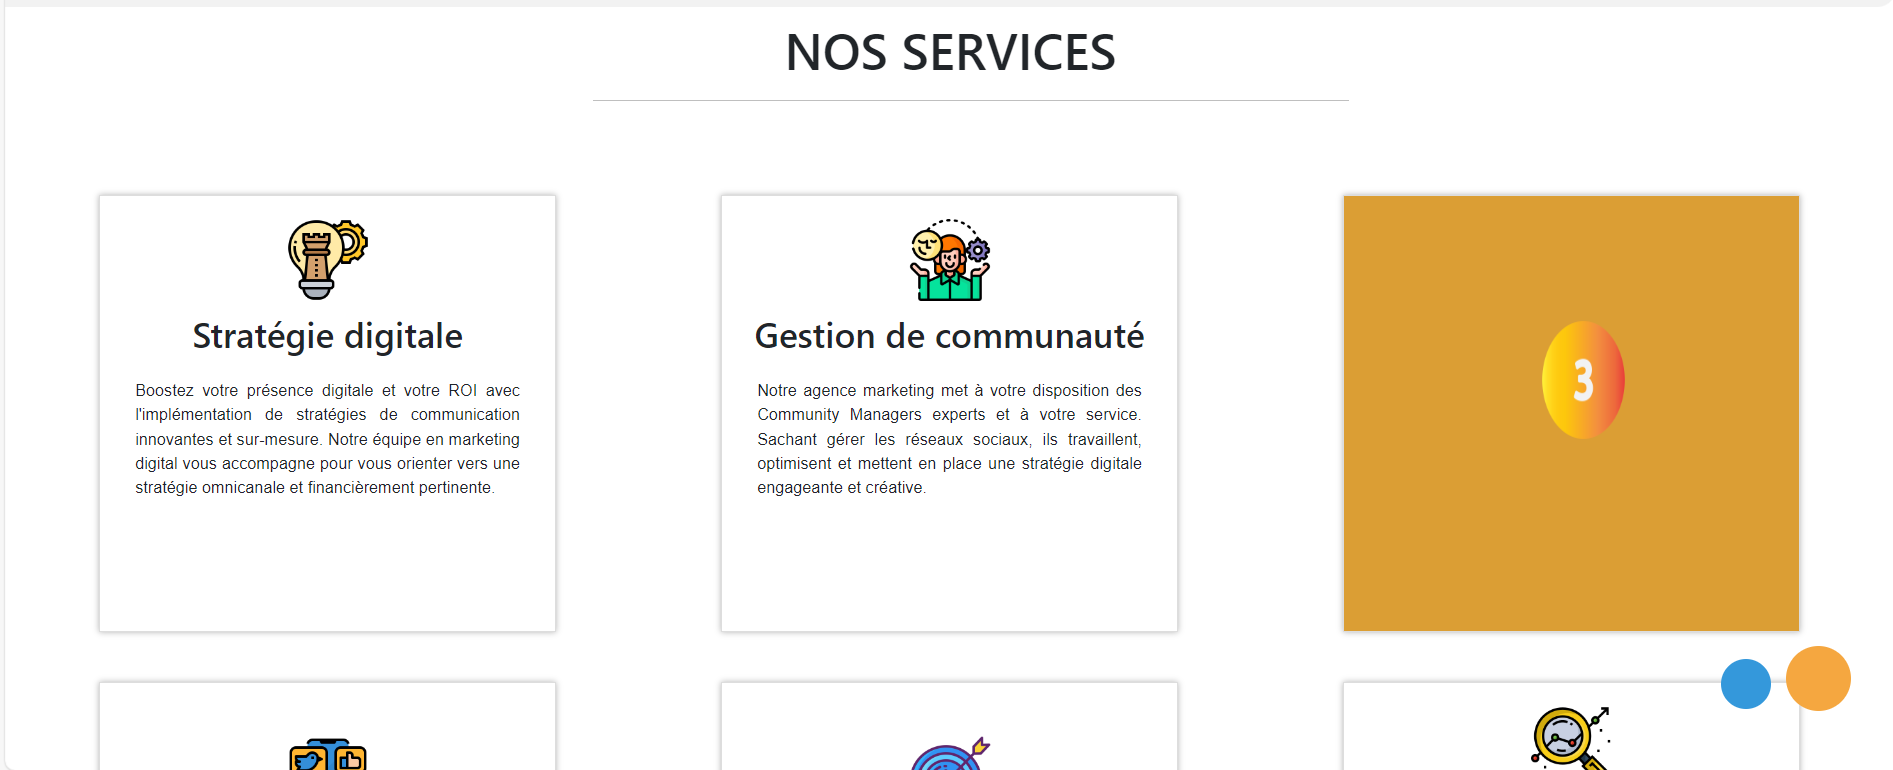 NOS SERVICES
Stratégie digitale
Boostez votre présence digitale et votre ROI avec
l'implémentation de stratégies de communication
innovantes et sur-mesure. Notre équipe en marketing
digital vous accompagne pour vous orienter vers une
stratégie omnicanale et financièrement pertinente.
Gestion de communauté
Notre agence marketing met à votre disposition des
Community Managers experts et à votre service.
Sachant gérer les réseaux sociaux, ils travaillent,
optimisent et mettent en place une stratégie digitale
engageante et créative.
3